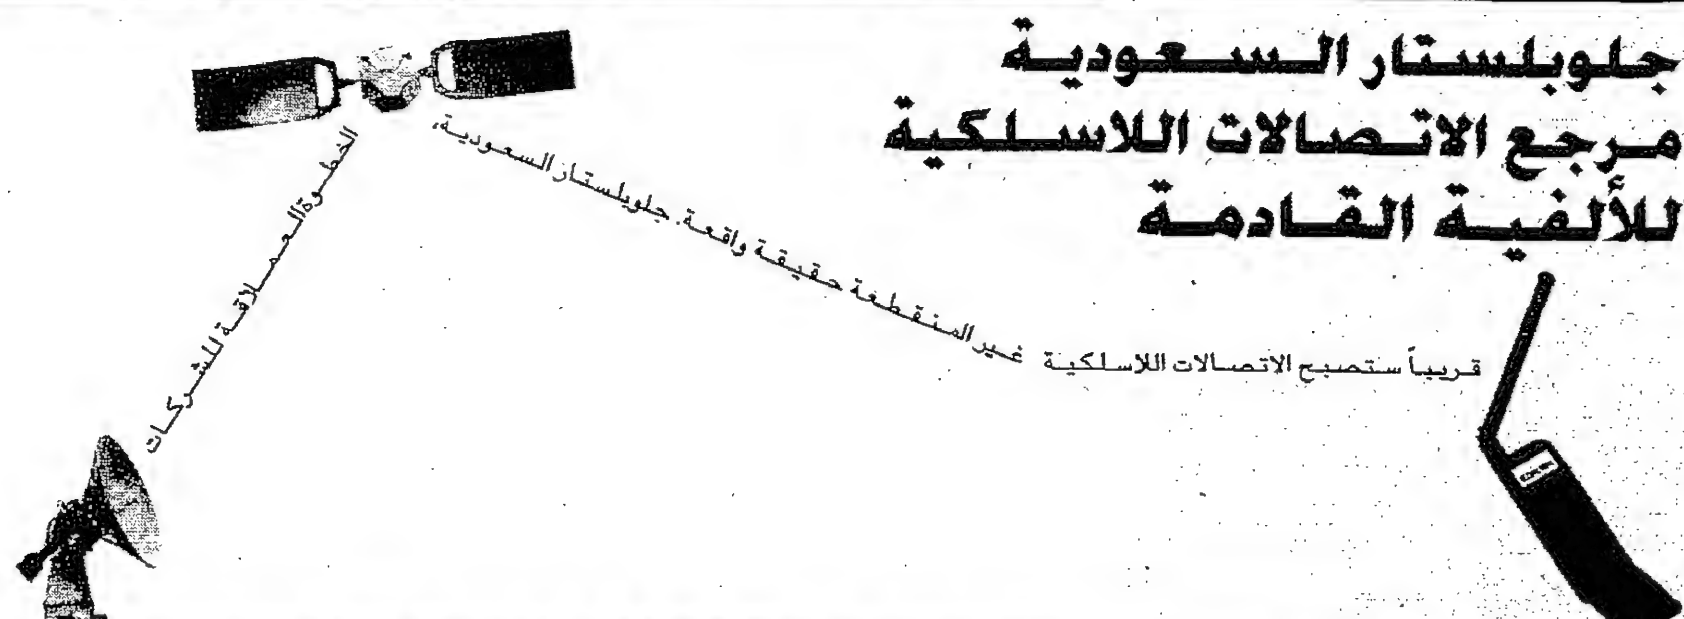 جلوبلستار السعودية
مرجع الاتصالات اللاسلكية
للألفية القادمة
قريباً ستصبح الاتصالات اللاسلكية
غير المنقطعة حقيقة واقعة. جلوبلستار السعودية،
الخطوة العملاقة للشركات